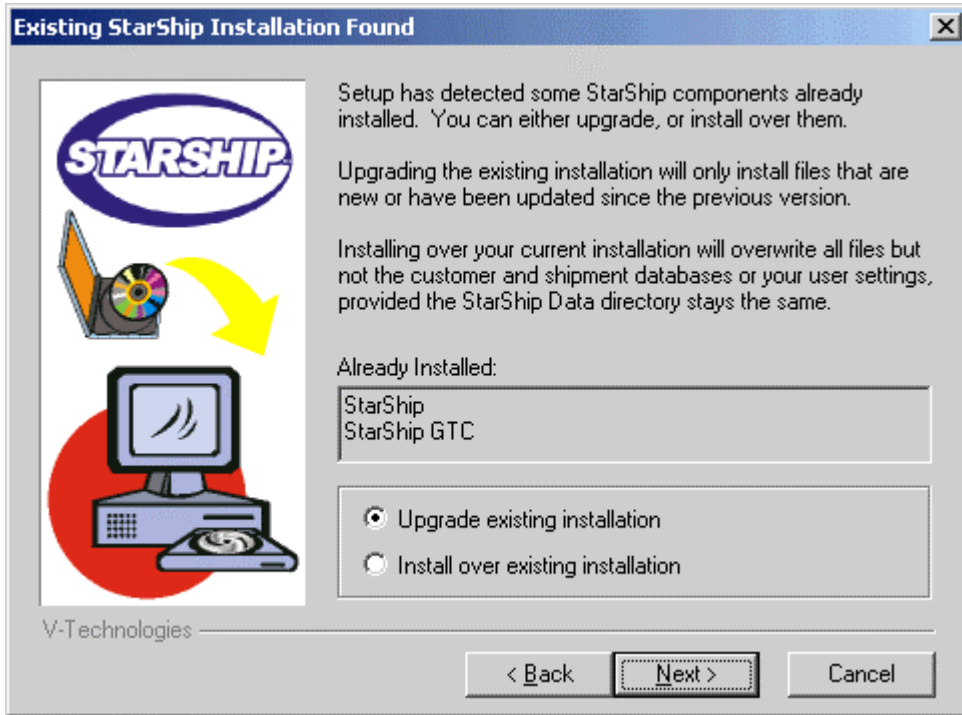 Existing StarShip Installation Found
STARSHIP
Setup has detected some StarShip components already
installed. You can either upgrade, or install over them.
Upgrading the existing installation will only install files that are
new or have been updated since the previous version.
Installing over your current installation will overwrite all files but
not the customer and shipment databases or your user settings,
provided the StarShip Data directory stays the same.
Already Installed:
StarShip
StarShip GTC
Upgrade existing installation
Install over existing installation
V-Technologies
< Back
Next >
Cancel